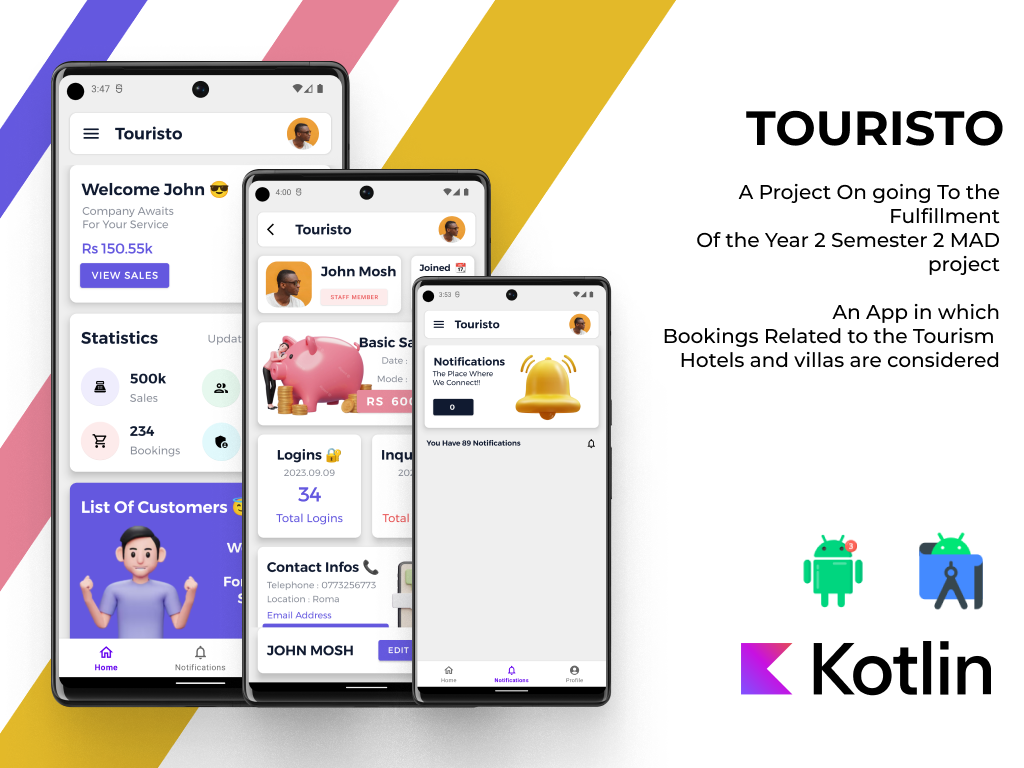 3:47
Touristo
Welcome John 😎
Company Awaits
For Your Service
Rs 150.55k
VIEW SALES
Statistics
Updat
500k
Sales
234
Bookings
List Of Customers
W
For
S
Home
Notifications
4:00
Touristo
John Mosh
STAFF MEMBER
Joined 📆
Basic Sa
Date :
Mode :
RS 600
Logins 🔐
2023.09.09
34
Total Logins
Inqu
202
Total
Contact Infos 📞
Telephone : 0773256773
Location : Roma
Email Address
JOHN MOSH
EDIT
3:53
Touristo
Notifications
The Place Where
We Connect!!
0
You Have 89 Notifications
Home
Notifications
Profile
TOURISTO
A Project On going To the
Fulfillment
Of the Year 2 Semester 2 MAD
project
An App in which
Bookings Related to the Tourism
Hotels and villas are considered
3
Kotlin